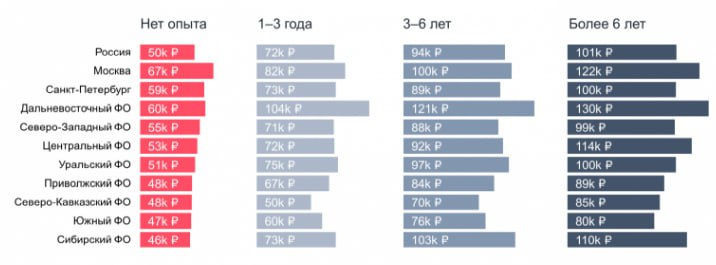 Нет опыта 1–3 года 3–6 лет Более 6 лет
Россия 50k ₽ 72k ₽ 94k ₽ 101k ₽
Москва 67k ₽ 82k ₽ 100k ₽ 122k ₽
Санкт-Петербург 59k ₽ 73k ₽ 89k ₽ 100k ₽
Дальневосточный ФО 60k ₽ 104k ₽ 121k ₽ 130k ₽
Северо-Западный ФО 55k ₽ 71k ₽ 88k ₽ 99k ₽
Центральный ФО 53k ₽ 72k ₽ 92k ₽ 114k ₽
Уральский ФО 51k ₽ 75k ₽ 97k ₽ 100k ₽
Приволжский ФО 48k ₽ 67k ₽ 84k ₽ 89k ₽
Северо-Кавказский ФО 48k ₽ 50k ₽ 70k ₽ 85k ₽
Южный ФО 47k ₽ 60k ₽ 76k ₽ 80k ₽
Сибирский ФО 46k ₽ 73k ₽ 103k ₽ 110k ₽